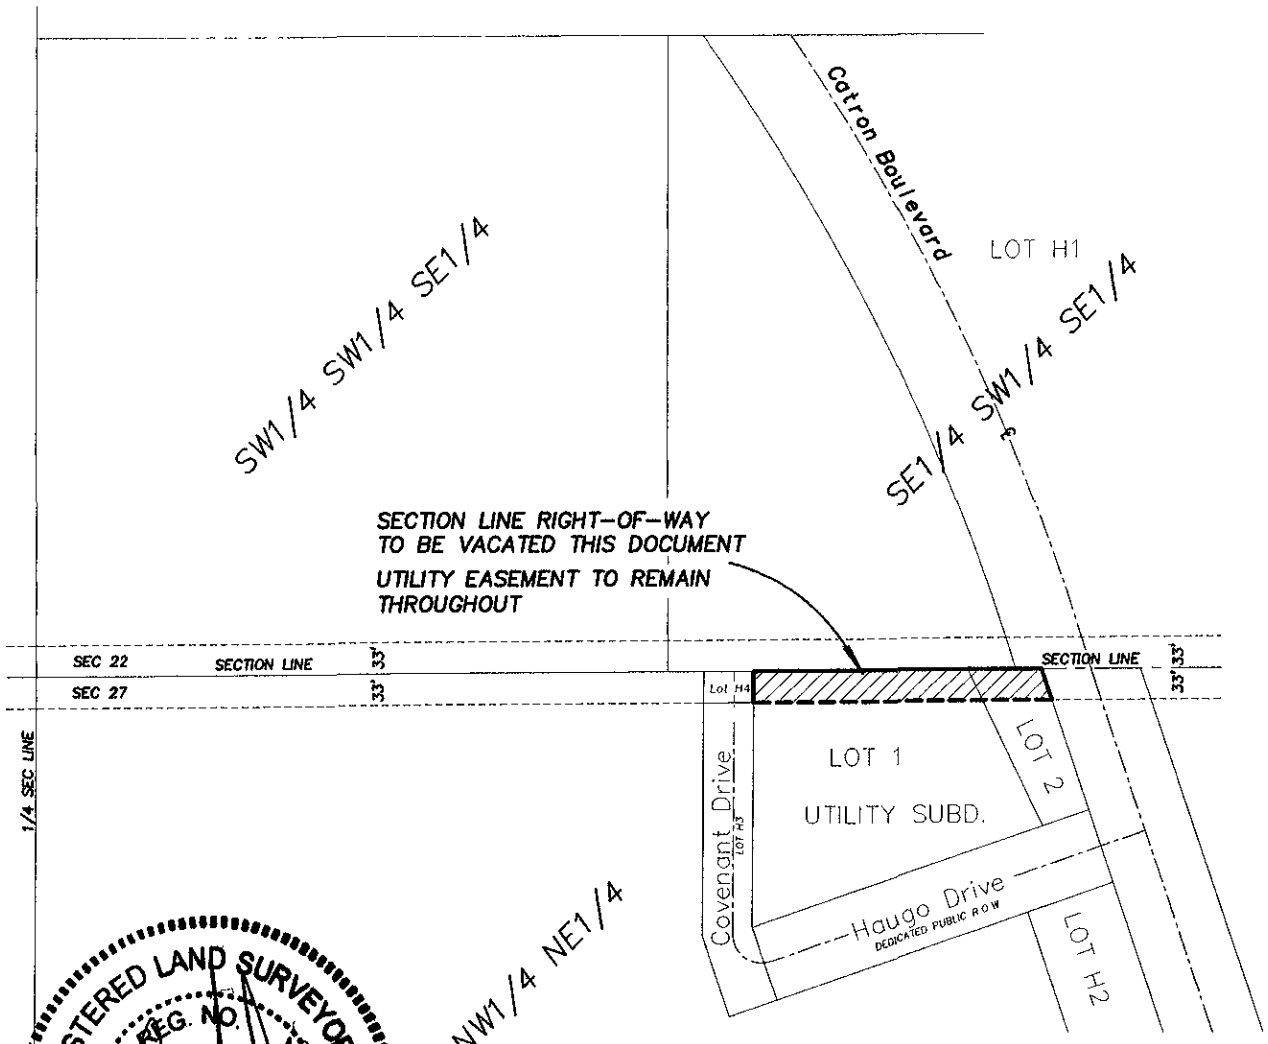 Catron Boulevard
LOT H1
SW1/4 SW1/4 SE1/4
SE1/4 SW1/4 SE1/4
SECTION LINE RIGHT-OF-WAY
TO BE VACATED THIS DOCUMENT
UTILITY EASEMENT TO REMAIN
THROUGHOUT
SEC 22
SECTION LINE
33'
SECTION LINE
33'
SEC 27
33'
33'
Lot H4
1/4 SEC LINE
LOT 1
UTILITY SUBD.
LOT 2
Covenant Drive
LOT H3
Haugo Drive
DEDICATED PUBLIC ROW
LOT H2
NW1/4 NE1/4
STERED LAND SURVEYOR
REG. NO.